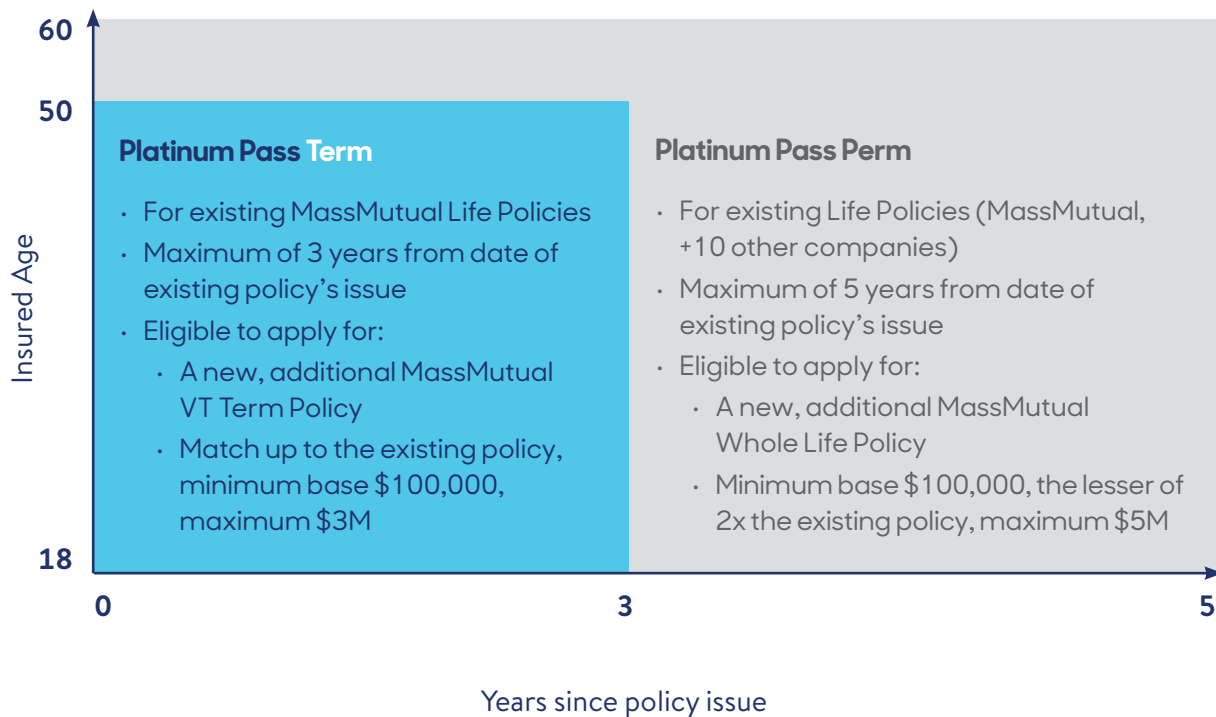 60
50
Platinum Pass Term
• For existing MassMutual Life Policies
• Maximum of 3 years from date of
existing policy’s issue
• Eligible to apply for:
• A new, additional MassMutual
VT Term Policy
• Match up to the existing policy,
minimum base $100,000,
maximum $3M
Platinum Pass Perm
• For existing Life Policies (MassMutual,
+10 other companies)
• Maximum of 5 years from date of
existing policy’s issue
• Eligible to apply for:
• A new, additional MassMutual
Whole Life Policy
• Minimum base $100,000, the lesser of
2x the existing policy, maximum $5M
Insured Age
18
0
3
5
Years since policy issue